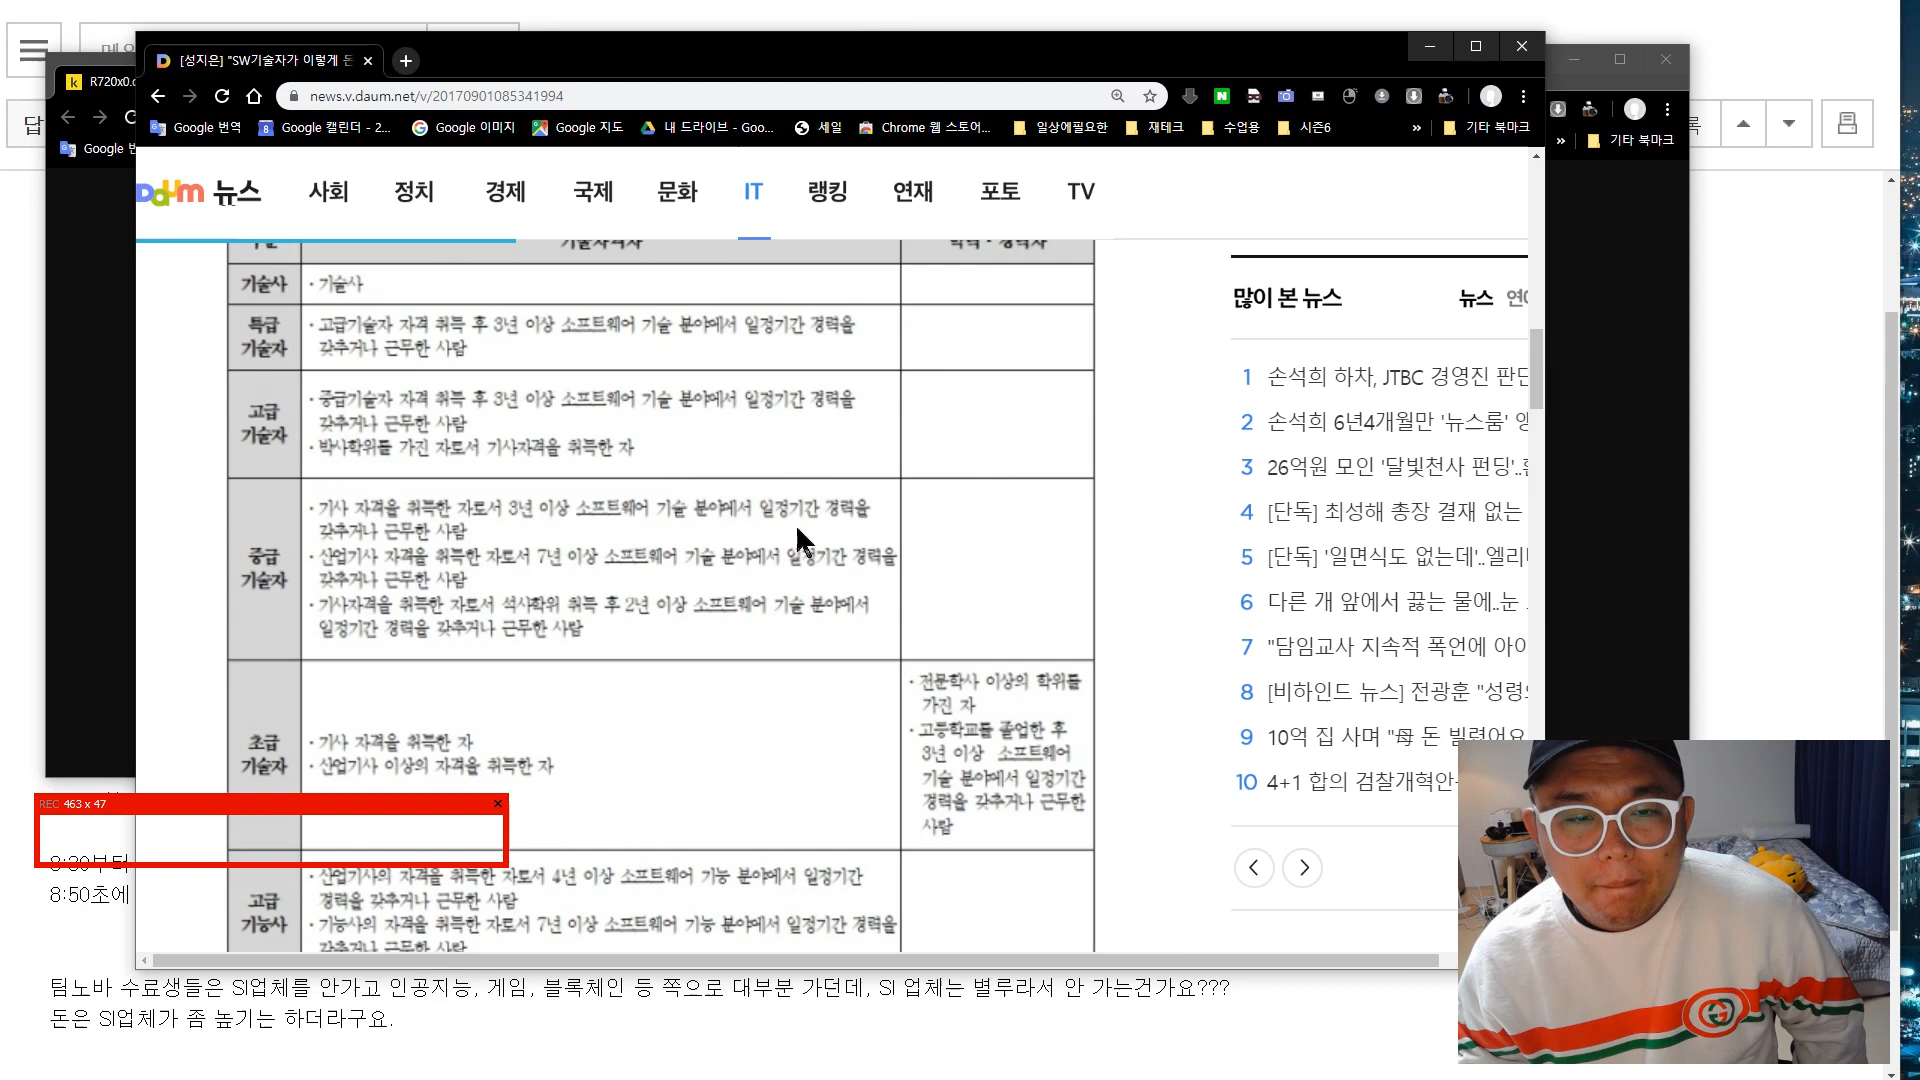 [성지은] "SW기술자가 이렇게 돈
R720x0.c
news.v.daum.net/v/20170901085341994
Google 번역
Google 캘린더 - 2...
Google 이미지
Google 지도
내 드라이브 - Goo...
세일
Chrome 웹 스토어...
일상에필요한
재테크
수업용
시즌6
»
기타 북마크
Google 번
»
기타 북마크
답
Daum 뉴스
사회
정치
경제
국제
문화
IT
랭킹
연재
포토
TV
기술사
· 기술사
특급
기술자
· 고급기술자 자격 취득 후 3년 이상 소프트웨어 기술 분야에서 일정기간 경력을
갖추거나 근무한 사람
고급
기술자
· 중급기술자 자격 취득 후 3년 이상 소프트웨어 기술 분야에서 일정기간 경력을
갖추거나 근무한 사람
· 박사학위를 가진 자로서 기사자격을 취득한 자
중급
기술자
· 기사 자격을 취득한 자로서 3년 이상 소프트웨어 기술 분야에서 일정기간 경력을
갖추거나 근무한 사람
· 산업기사 자격을 취득한 자로서 7년 이상 소프트웨어 기술 분야에서 일정기간 경력을
갖추거나 근무한 사람
· 기사자격을 취득한 자로서 석사학위 취득 후 2년 이상 소프트웨어 기술 분야에서
일정기간 경력을 갖추거나 근무한 사람
초급
기술자
· 기사 자격을 취득한 자
· 산업기사 이상의 자격을 취득한 자
· 전문학사 이상의 학위를
가진 자
· 고등학교를 졸업한 후
3년 이상 소프트웨어
기술 분야에서 일정기간
경력을 갖추거나 근무한
사람
고급
기능사
· 산업기사의 자격을 취득한 자로서 4년 이상 소프트웨어 기능 분야에서 일정기간
경력을 갖추거나 근무한 사람
· 기능사의 자격을 취득한 자로서 7년 이상 소프트웨어 기능 분야에서 일정기간 경력을
갖추거나 근무한 사람
많이 본 뉴스
뉴스
1 손석희 하차, JTBC 경영진 판단
2 손석희 6년4개월만 '뉴스룸' 앵
3 26억원 모인 '달빛천사 펀딩'..
4 [단독] 최성해 총장 결재 없는
5 [단독] '일면식도 없는데'..엘리
6 다른 개 앞에서 끓는 물에..눈
7 "담임교사 지속적 폭언에 아이
8 [비하인드 뉴스] 전광훈 "성령
9 10억 집 사며 "母 돈 빌렸어요
10 4+1 합의 검찰개혁안
REC 463 x 47
8:30부터
8:50초에
팀노바 수료생들은 SI업체를 안가고 인공지능, 게임, 블록체인 등 쪽으로 대부분 가던데, SI 업체는 별루라서 안 가는건가요???
돈은 SI업체가 좀 높기는 하더라구요.